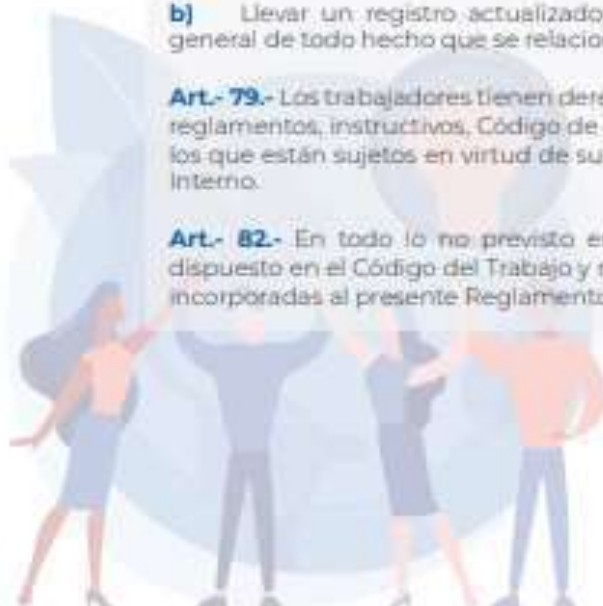 b) Llevar un registro actualizado
general de todo hecho que se relacio
Art.- 79.- Los trabajadores tienen dere
reglamentos, instructivos, Código de
los que están sujetos en virtud de su
Interno.
Art.- 82.- En todo lo no previsto e
dispuesto en el Código del Trabajo y
incorporadas al presente Reglamento